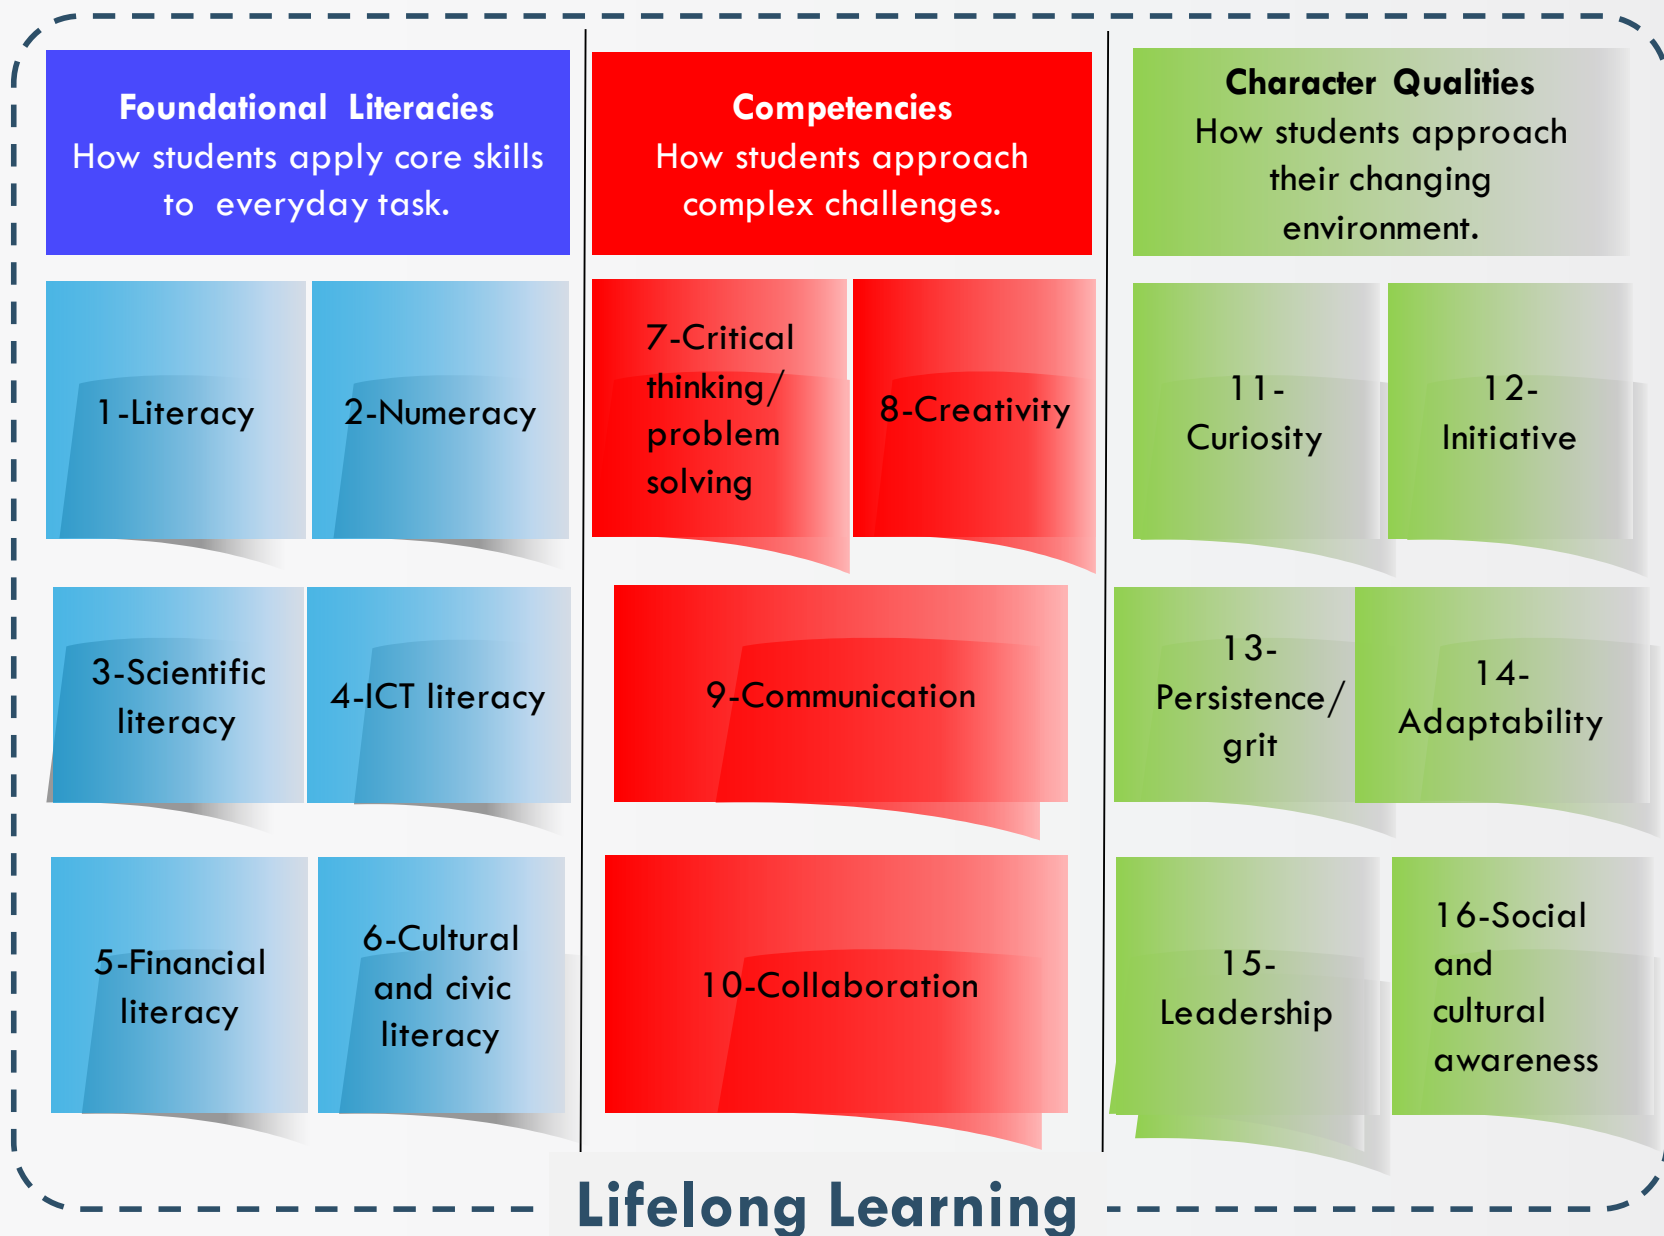 Foundational Literacies
How students apply core skills
to everyday task.
Competencies
How students approach
complex challenges.
Character Qualities
How students approach
their changing
environment.
1-Literacy
2-Numeracy
7-Critical
thinking/
problem
solving
8-Creativity
11-
Curiosity
12-
Initiative
3-Scientific
literacy
4-ICT literacy
9-Communication
13-
Persistence/
grit
14-
Adaptability
5-Financial
literacy
6-Cultural
and civic
literacy
10-Collaboration
15-
Leadership
16-Social
and
cultural
awareness
Lifelong Learning